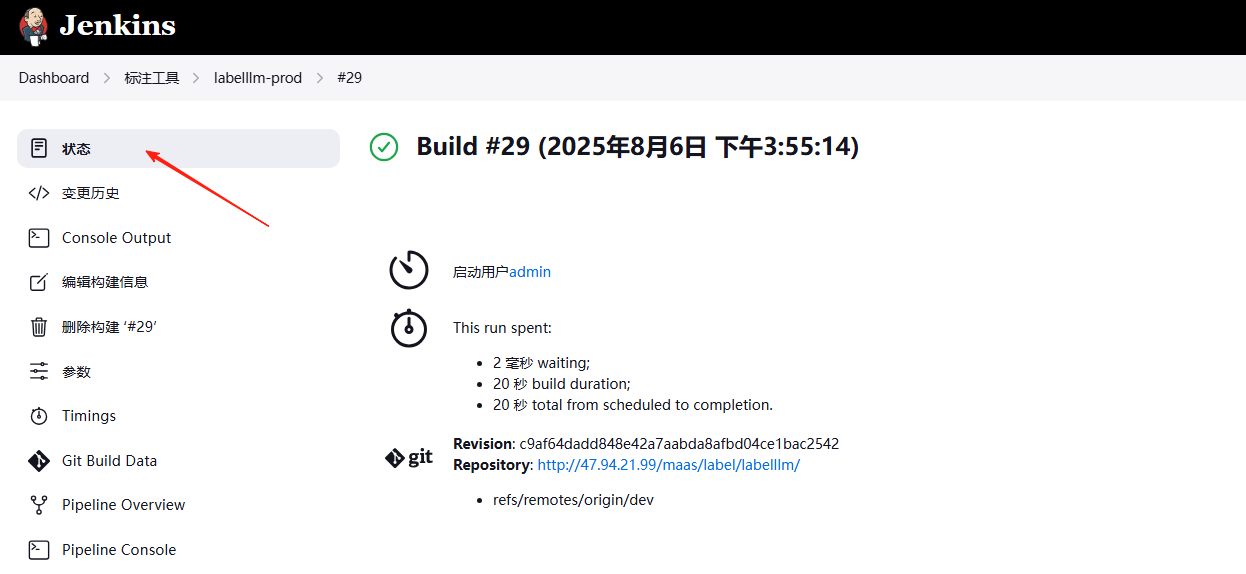 Jenkins
Dashboard > 标注工具 > labelllm-prod > #29
状态
变更历史
Console Output
编辑构建信息
删除构建 ‘#29’
参数
Timings
Git Build Data
Pipeline Overview
Pipeline Console
Build #29 (2025年8月6日 下午3:55:14)
启动用户admin
This run spent:
• 2 毫秒 waiting;
• 20 秒 build duration;
• 20 秒 total from scheduled to completion.
git
Revision: c9af64dadd848e42a7aabda8afbd04ce1bac2542
Repository: http://47.94.21.99/maas/label/labelllm/
• refs/remotes/origin/dev